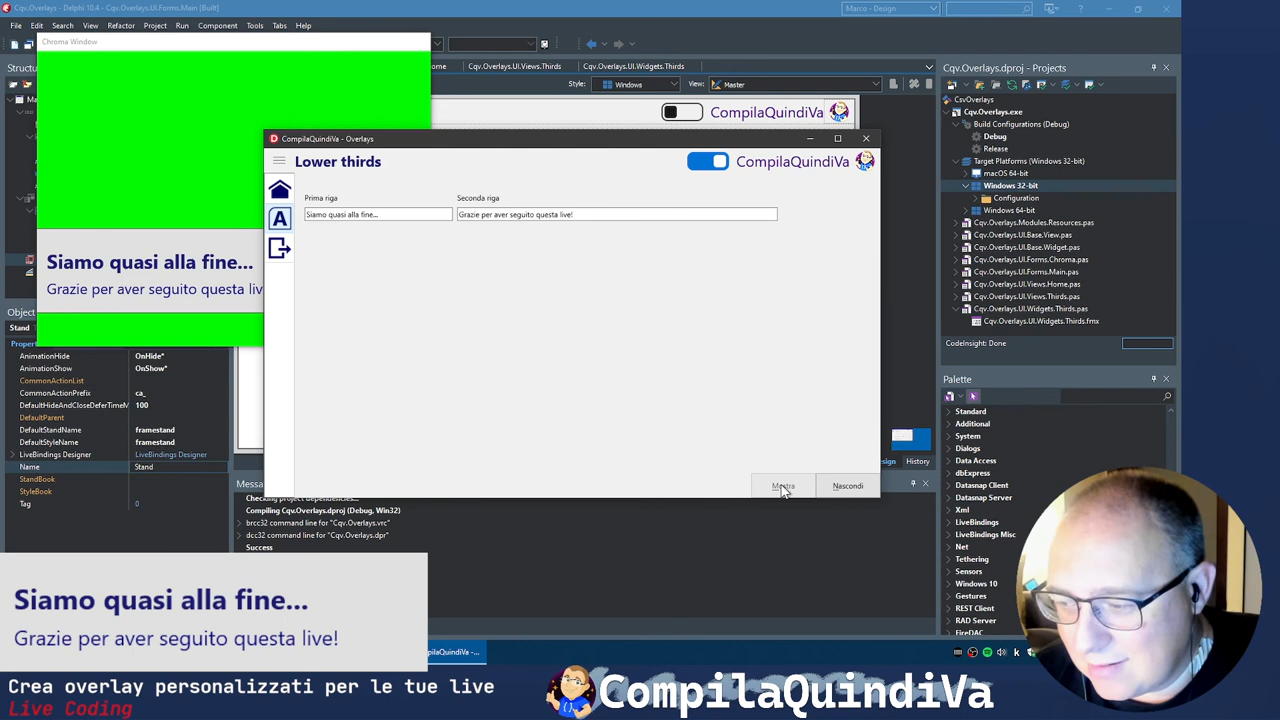 Cqv.Overlays - Delphi 10.4 - Cqv.Overlays.UI.Forms.Main [Built]
Marco - Design
File Edit Search View Refactor Project Run Component Tools Tabs Help
Chroma Window
Structu
Home Cqv.Overlays.UI.Views.Thirds Cqv.Overlays.UI.Widgets.Thirds
Style: Windows View: Master
CompilaQuindiVa
CompilaQuindiVa - Overlays
Lower thirds
CompilaQuindiVa
Prima riga Seconda riga
Siamo quasi alla fine... Grazie per aver seguito questa live!
Mostra Nascondi
Siamo quasi alla fine...
Grazie per aver seguito questa liv
Object
Stand
Propert
AnimationHide OnHide*
AnimationShow OnShow*
CommonActionList
CommonActionPrefix ca_
DefaultHideAndCloseDeferTimeM 100
DefaultParent
DefaultStandName framestand
DefaultStyleName framestand
LiveBindings Designer LiveBindings Designer
Name Stand
StandBook
StyleBook
Tag 0
History
Messa
Checking project dependencies...
Compiling Cqv.Overlays.dproj (Debug, Win32)
brcc32 command line for "Cqv.Overlays.vrc"
dcc32 command line for "Cqv.Overlays.dpr"
Success
Cqv.Overlays.dproj - Projects
CsvOverlays
Cqv.Overlays.exe
Build Configurations (Debug)
Debug
Release
Target Platforms (Windows 32-bit)
macOS 64-bit
Windows 32-bit
Configuration
Windows 64-bit
Cqv.Overlays.Modules.Resources.pas
Cqv.Overlays.UI.Base.View.pas
Cqv.Overlays.UI.Base.Widget.pas
Cqv.Overlays.UI.Forms.Chroma.pas
Cqv.Overlays.UI.Forms.Main.pas
Cqv.Overlays.UI.Views.Home.pas
Cqv.Overlays.UI.Views.Thirds.pas
Cqv.Overlays.UI.Widgets.Thirds.pas
Cqv.Overlays.UI.Widgets.Thirds.fmx
CodeInsight: Done
Palette
Standard
Additional
System
Common Controls
Dialogs
Data Access
dbExpress
Datasnap Client
Datasnap Server
Xml
LiveBindings
LiveBindings Misc
Net
Tethering
Sensors
Windows 10
Gestures
REST Client
RAD Server
FireDAC
Siamo quasi alla fine...
Grazie per aver seguito questa live!
mpilaQuindiVa -...
Crea overlay personalizzati per le tue live
Live Coding
CompilaQuindiVa